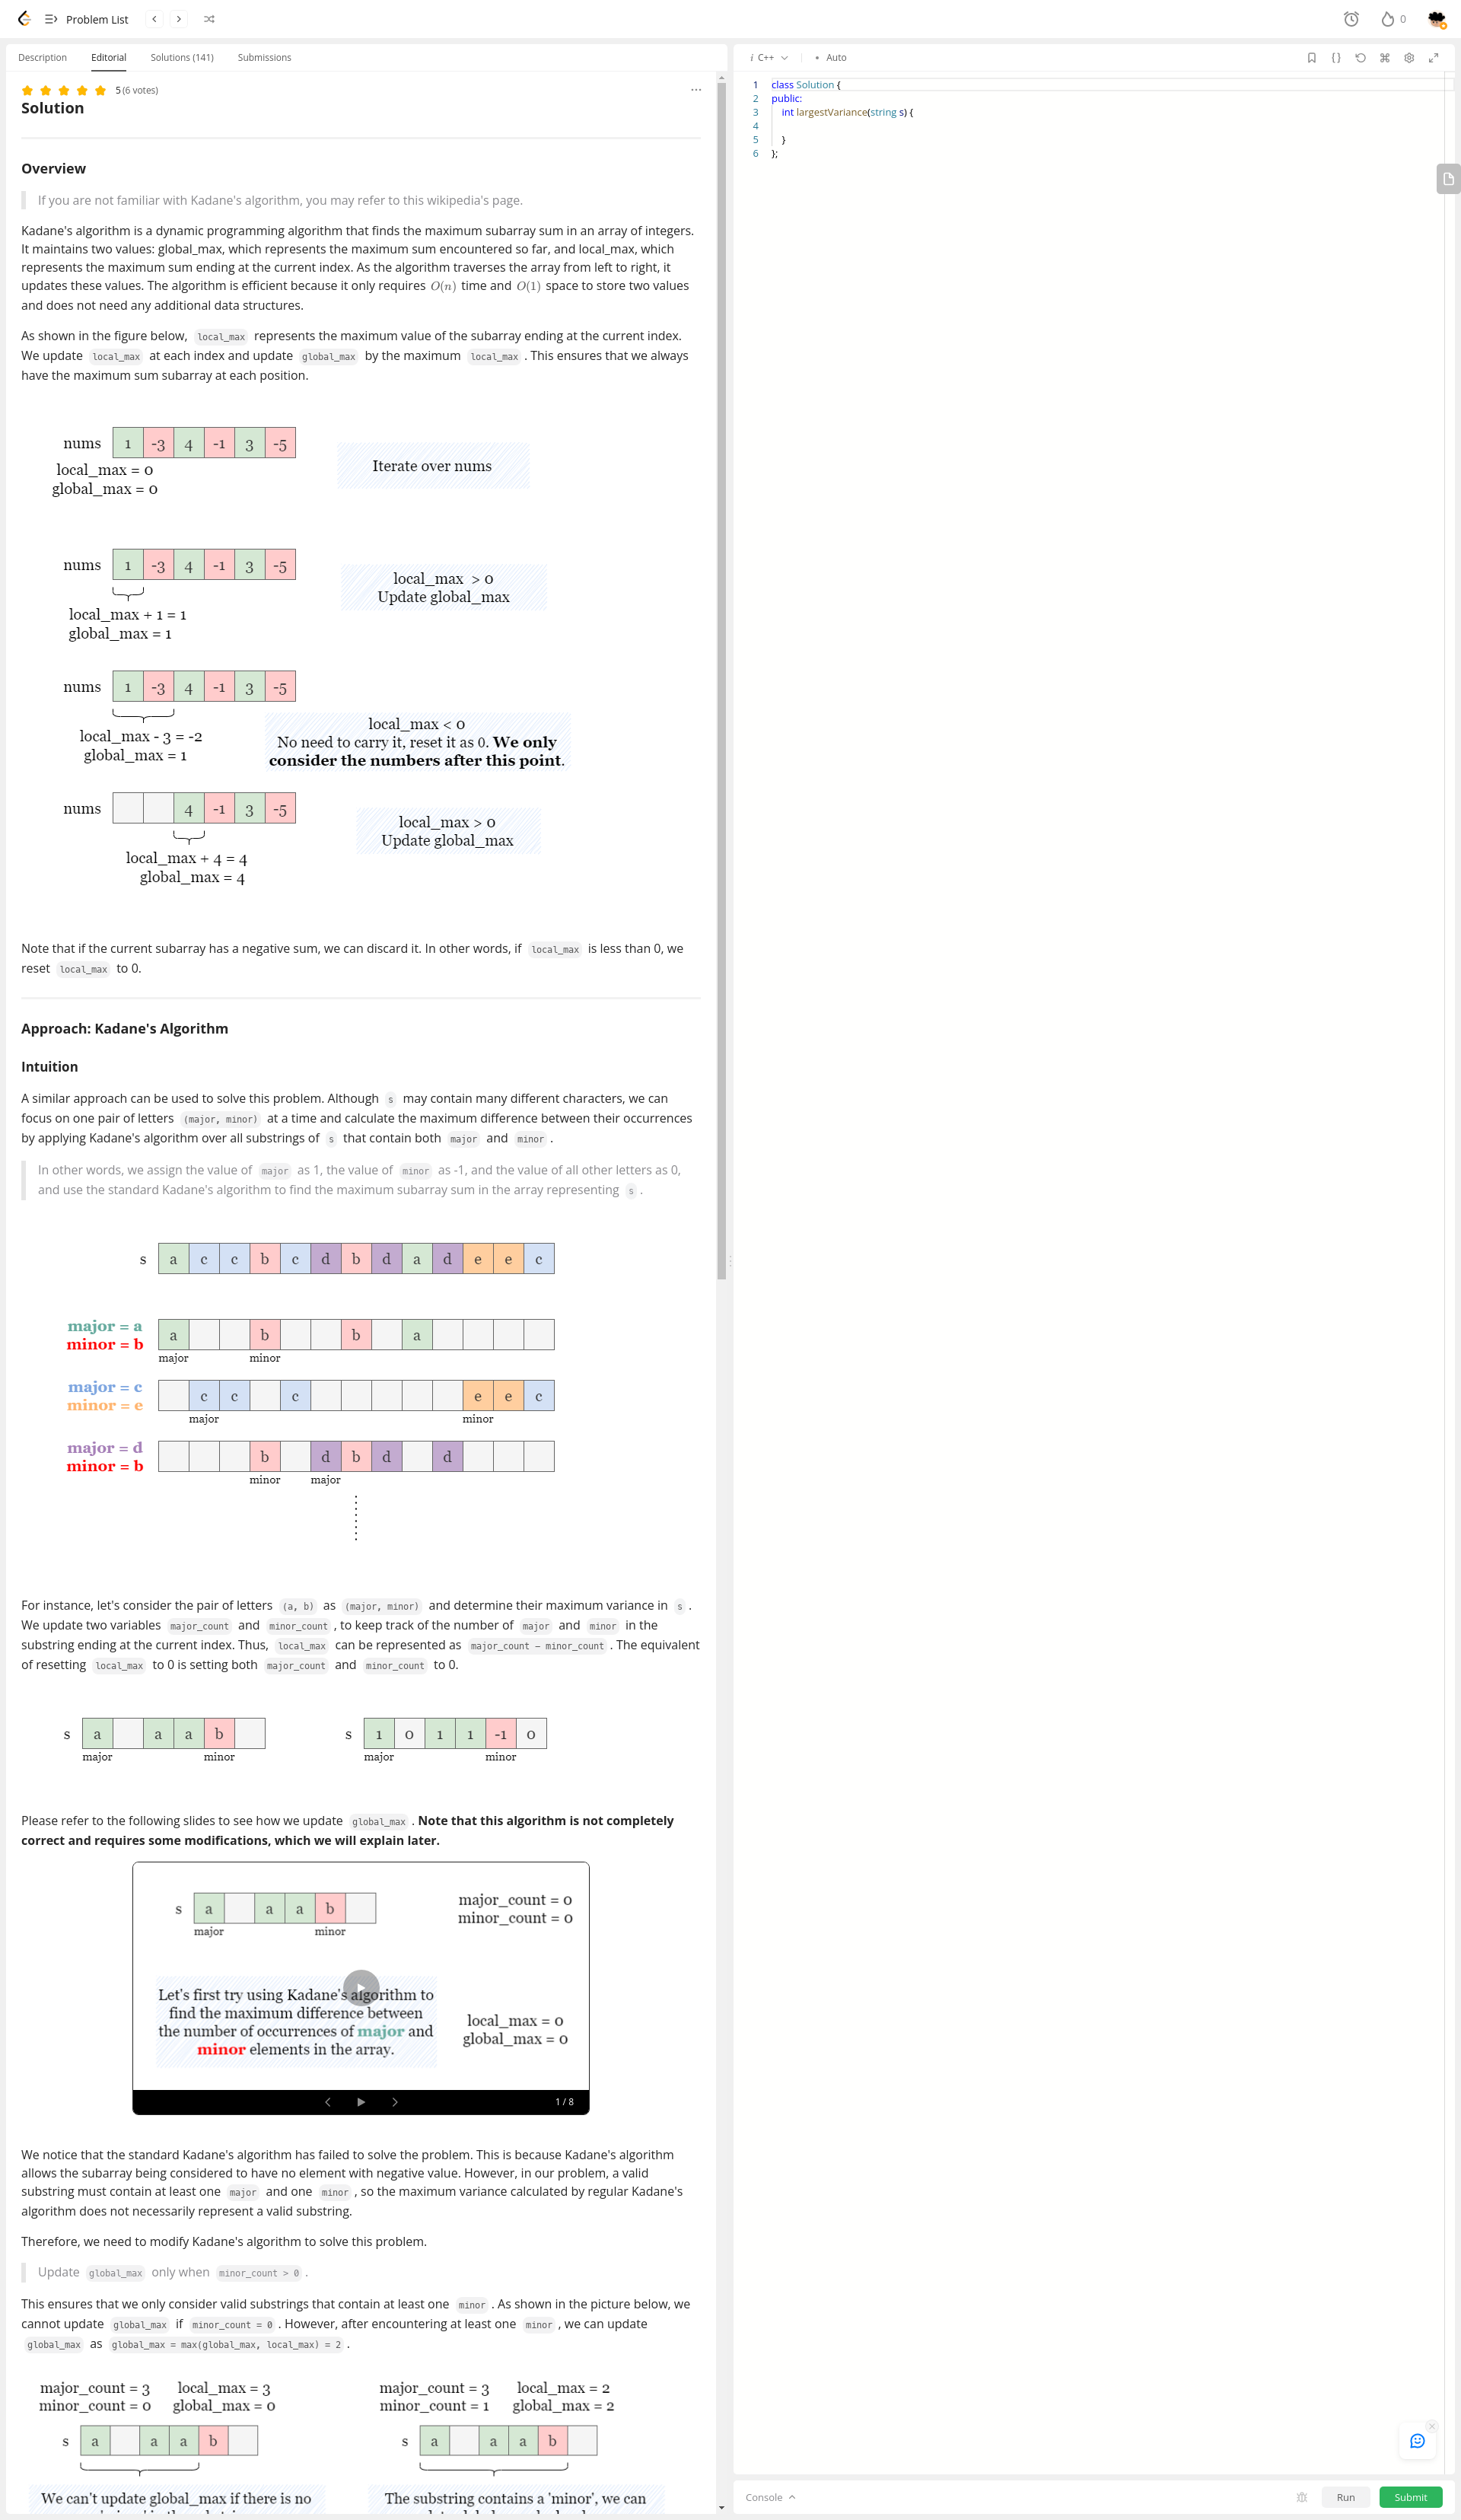 Problem List
0
Description Editorial Solutions (141) Submissions
5 (6 votes)
Solution
Overview
If you are not familiar with Kadane's algorithm, you may refer to this wikipedia's page.
Kadane's algorithm is a dynamic programming algorithm that finds the maximum subarray sum in an array of integers.
It maintains two values: global_max, which represents the maximum sum encountered so far, and local_max, which
represents the maximum sum ending at the current index. As the algorithm traverses the array from left to right, it
updates these values. The algorithm is efficient because it only requires O(n) time and O(1) space to store two values
and does not need any additional data structures.
As shown in the figure below, local_max represents the maximum value of the subarray ending at the current index.
We update local_max at each index and update global_max by the maximum local_max . This ensures that we always
have the maximum sum subarray at each position.
nums 1 -3 4 -1 3 -5
local_max = 0
global_max = 0
Iterate over nums
nums 1 -3 4 -1 3 -5
local_max + 1 = 1
global_max = 1
local_max > 0
Update global_max
nums 1 -3 4 -1 3 -5
local_max - 3 = -2
global_max = 1
local_max < 0
No need to carry it, reset it as 0. We only
consider the numbers after this point.
nums 4 -1 3 -5
local_max + 4 = 4
global_max = 4
local_max > 0
Update global_max
Note that if the current subarray has a negative sum, we can discard it. In other words, if local_max is less than 0, we
reset local_max to 0.
Approach: Kadane's Algorithm
Intuition
A similar approach can be used to solve this problem. Although s may contain many different characters, we can
focus on one pair of letters (major, minor) at a time and calculate the maximum difference between their occurrences
by applying Kadane's algorithm over all substrings of s that contain both major and minor .
In other words, we assign the value of major as 1, the value of minor as -1, and the value of all other letters as 0,
and use the standard Kadane's algorithm to find the maximum subarray sum in the array representing s .
s a c c b c d b d a d e e c
major = a
minor = b
a b b a
major minor
major = c
minor = e
c c c e e c
major minor
major = d
minor = b
b d b d d
minor major
For instance, let's consider the pair of letters (a, b) as (major, minor) and determine their maximum variance in s .
We update two variables major_count and minor_count , to keep track of the number of major and minor in the
substring ending at the current index. Thus, local_max can be represented as major_count − minor_count . The equivalent
of resetting local_max to 0 is setting both major_count and minor_count to 0.
s a a a b
major minor
s 1 0 1 1 -1 0
major minor
Please refer to the following slides to see how we update global_max . Note that this algorithm is not completely
correct and requires some modifications, which we will explain later.
s a a a b
major minor
major_count = 0
minor_count = 0
Let's first try using Kadane's algorithm to
find the maximum difference between
the number of occurrences of major and
minor elements in the array.
local_max = 0
global_max = 0
1 / 8
We notice that the standard Kadane's algorithm has failed to solve the problem. This is because Kadane's algorithm
allows the subarray being considered to have no element with negative value. However, in our problem, a valid
substring must contain at least one major and one minor , so the maximum variance calculated by regular Kadane's
algorithm does not necessarily represent a valid substring.
Therefore, we need to modify Kadane's algorithm to solve this problem.
Update global_max only when minor_count > 0 .
This ensures that we only consider valid substrings that contain at least one minor . As shown in the picture below, we
cannot update global_max if minor_count = 0 . However, after encountering at least one minor , we can update
global_max as global_max = max(global_max, local_max) = 2 .
major_count = 3 local_max = 3
minor_count = 0 global_max = 0
s a a a b
We can't update global_max if there is no
major_count = 3 local_max = 2
minor_count = 1 global_max = 2
s a a a b
The substring contains a 'minor', we can
i C++ • Auto
1 class Solution {
2 public:
3 int largestVariance(string s) {
4
5 }
6 };
Console
Run
Submit